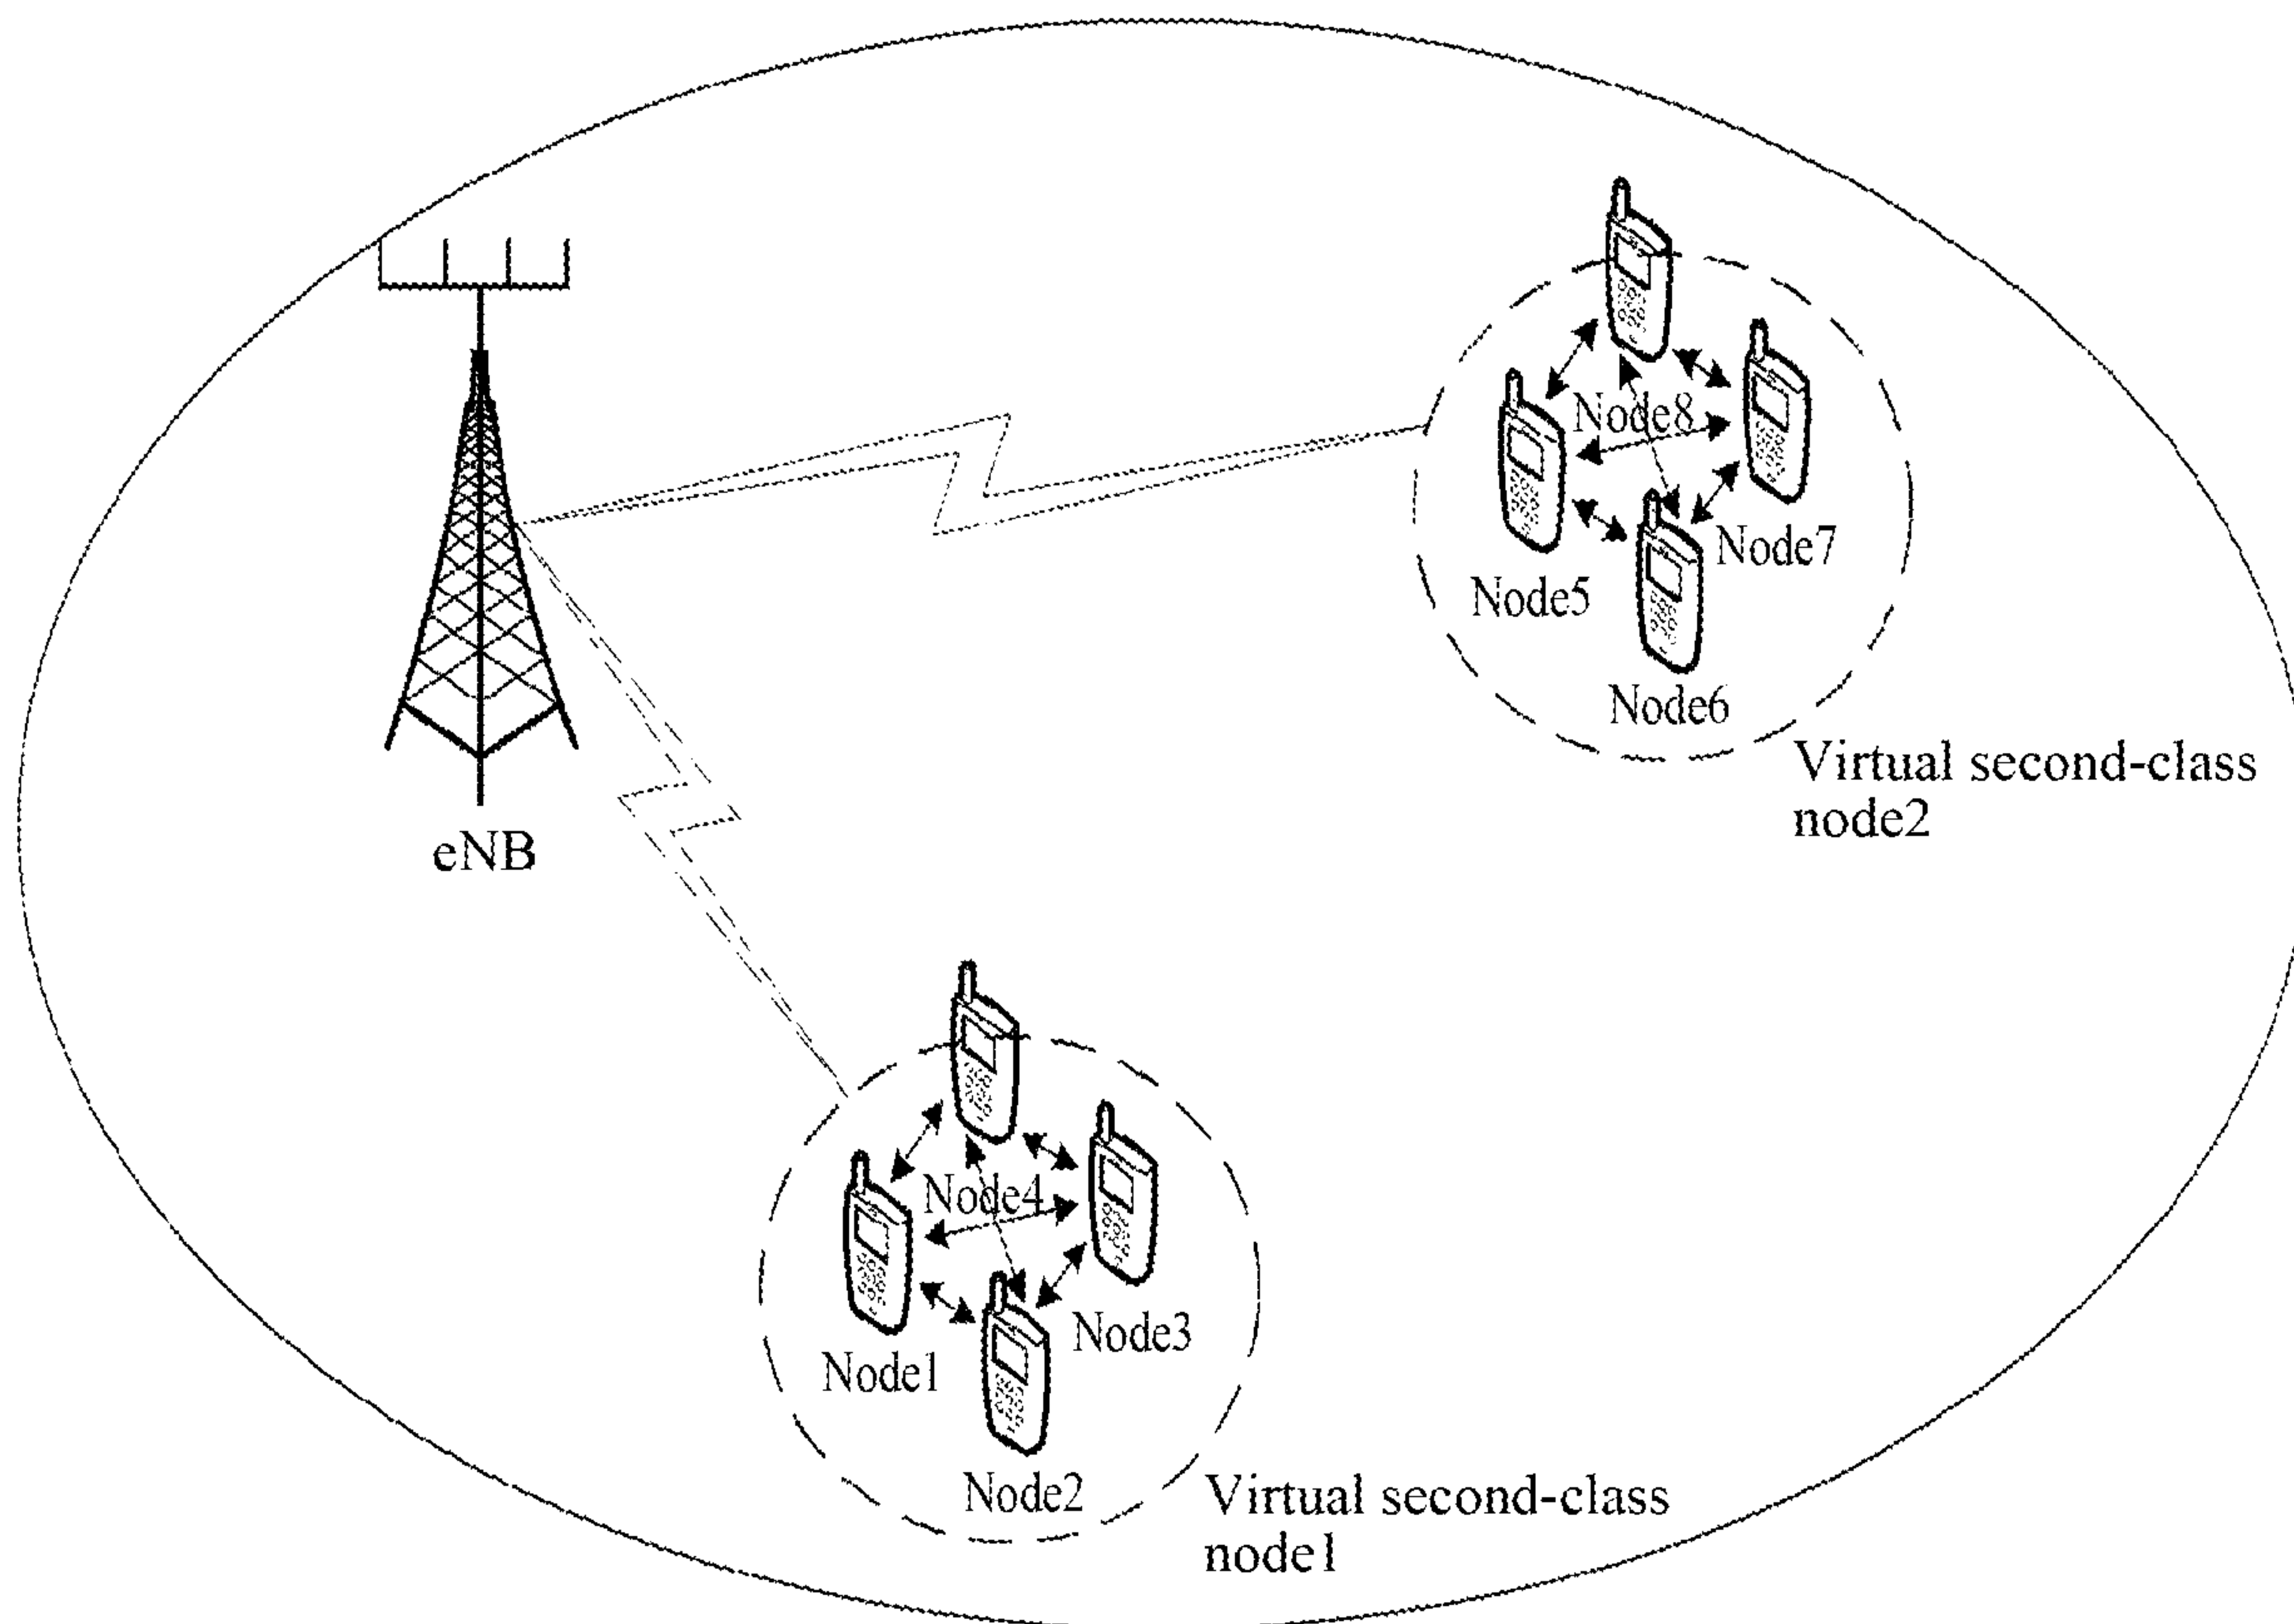 Node8
Node7
Node5
Node6
Virtual second-class
node2
eNB
Node4
Node3
Node1
Node2
Virtual second-class
node1